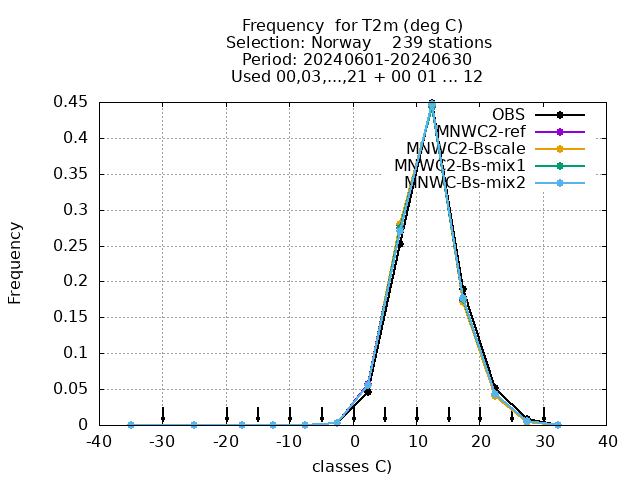 Frequency  for T2m (deg C)
Selection: Norway    239 stations
Period: 20240601-20240630
Used 00,03,...,21 + 00 01 ... 12
0.45
0.4
0.35
0.3
0.25
0.2
0.15
0.1
0.05
0
Frequency
OBS
MNWC2-ref
MNWC2-Bscale
MNWC2-Bs-mix1
MNWC-Bs-mix2
-40 -30 -20 -10 0 10 20 30 40
classes C)